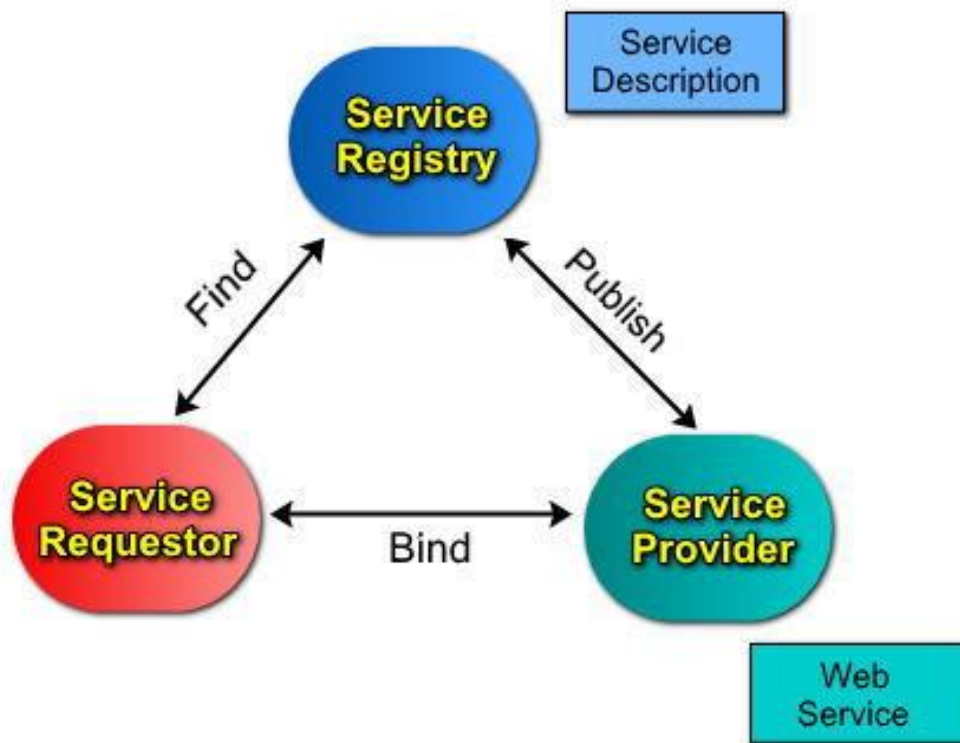 Service
Description
Service
Registry
Find
Publish
Service
Requestor
Bind
Service
Provider
Web
Service